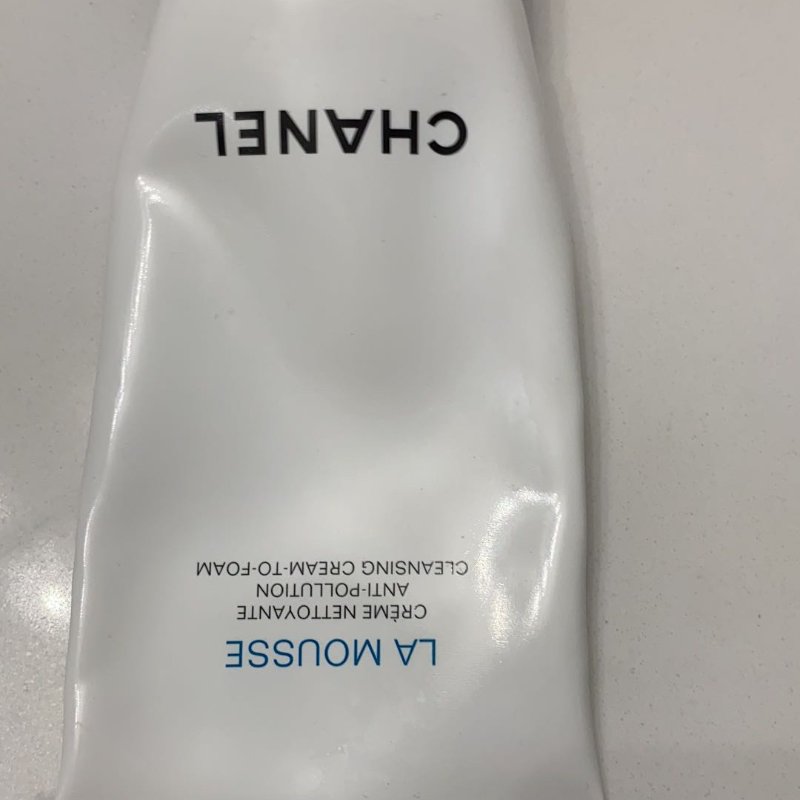 LA MOUSSE
CRÈME NETTOYANTE
ANTI-POLLUTION
CLEANSING CREAM-TO-FOAM
CHANEL